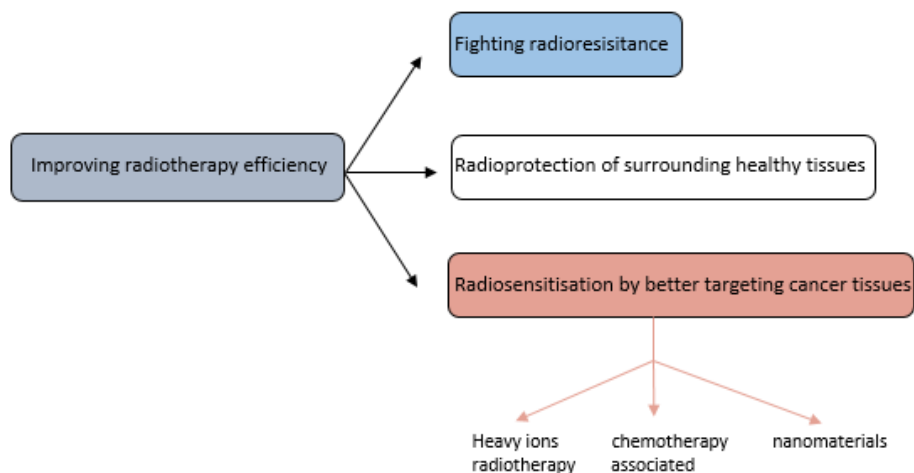 Fighting radioresisitance
Improving radiotherapy efficiency
Radioprotection of surrounding healthy tissues
Radiosensitisation by better targeting cancer tissues
Heavy ions
radiotherapy
chemotherapy
associated
nanomaterials